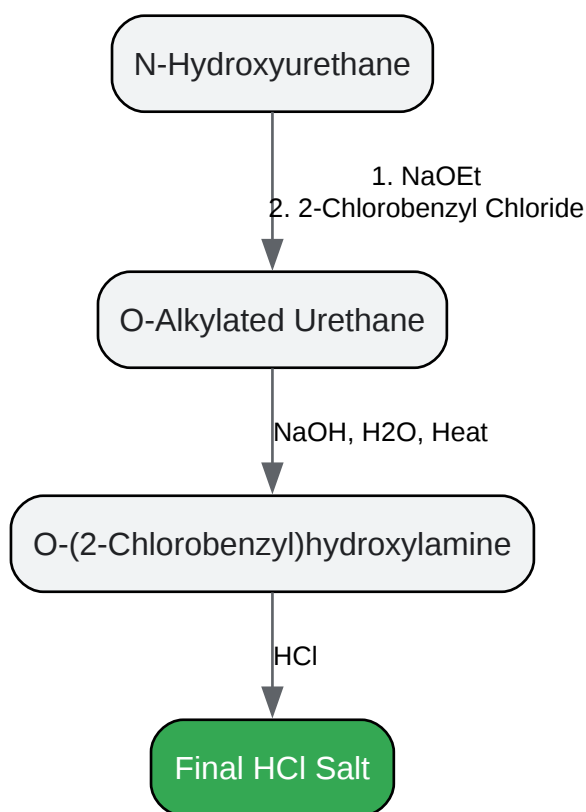 N-Hydroxyurethane
1. NaOEt
2. 2-Chlorobenzyl Chloride
O-Alkylated Urethane
NaOH, H2O, Heat
O-(2-Chlorobenzyl)hydroxylamine
HCl
Final HCl Salt